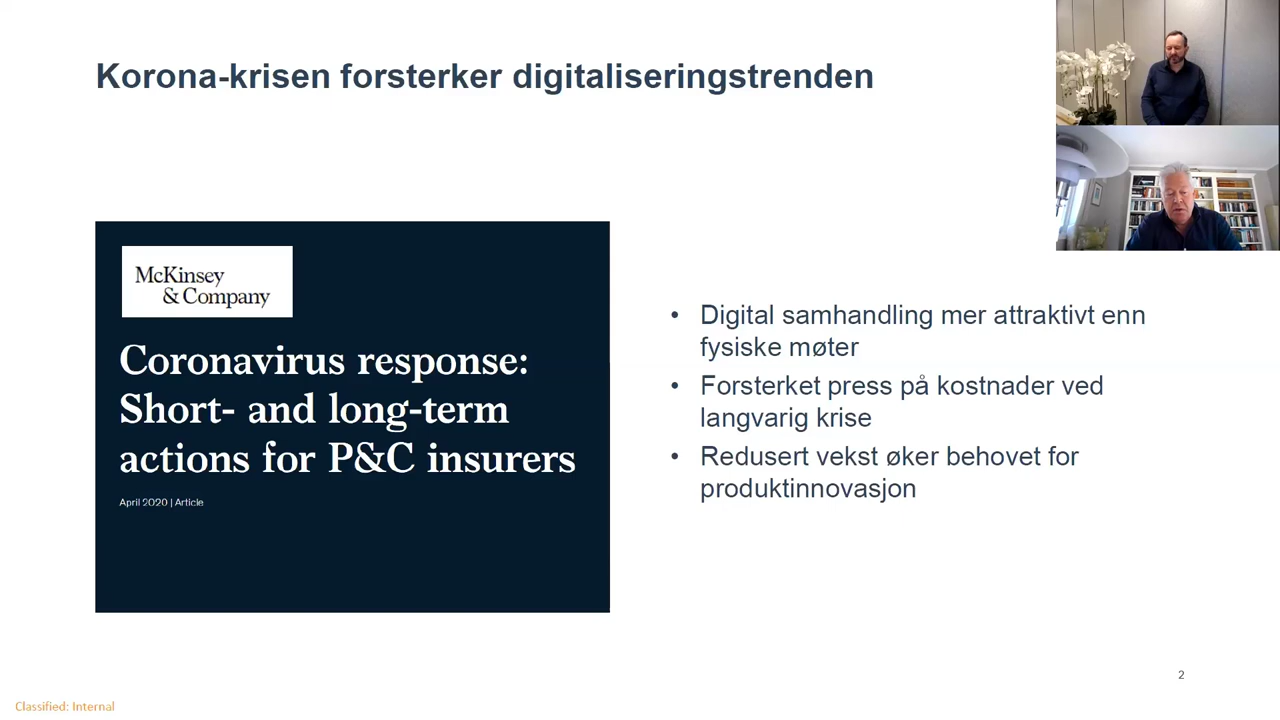 Korona-krisen forsterker digitaliseringstrenden
McKinsey
& Company
Coronavirus response:
Short- and long-term
actions for P&C insurers
April 2020 | Article
• Digital samhandling mer attraktivt enn
fysiske møter
• Forsterket press på kostnader ved
langvarig krise
• Redusert vekst øker behovet for
produktinnovasjon
2
Classified: Internal